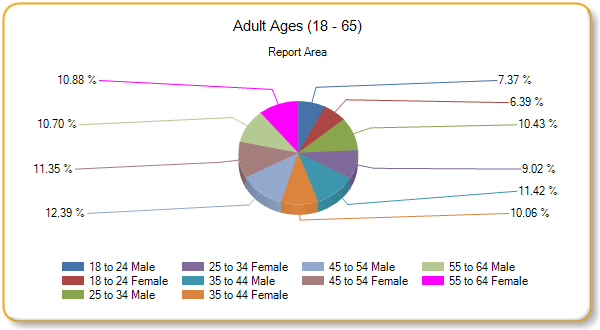 Adult Ages (18 - 65)
Report Area
10.88 %
7.37 %
6.39 %
10.70 %
10.43 %
11.35 %
9.02 %
11.42 %
12.39 %
10.06 %
18 to 24 Male
25 to 34 Female
45 to 54 Male
55 to 64 Male
18 to 24 Female
35 to 44 Male
45 to 54 Female
55 to 64 Female
25 to 34 Male
35 to 44 Female